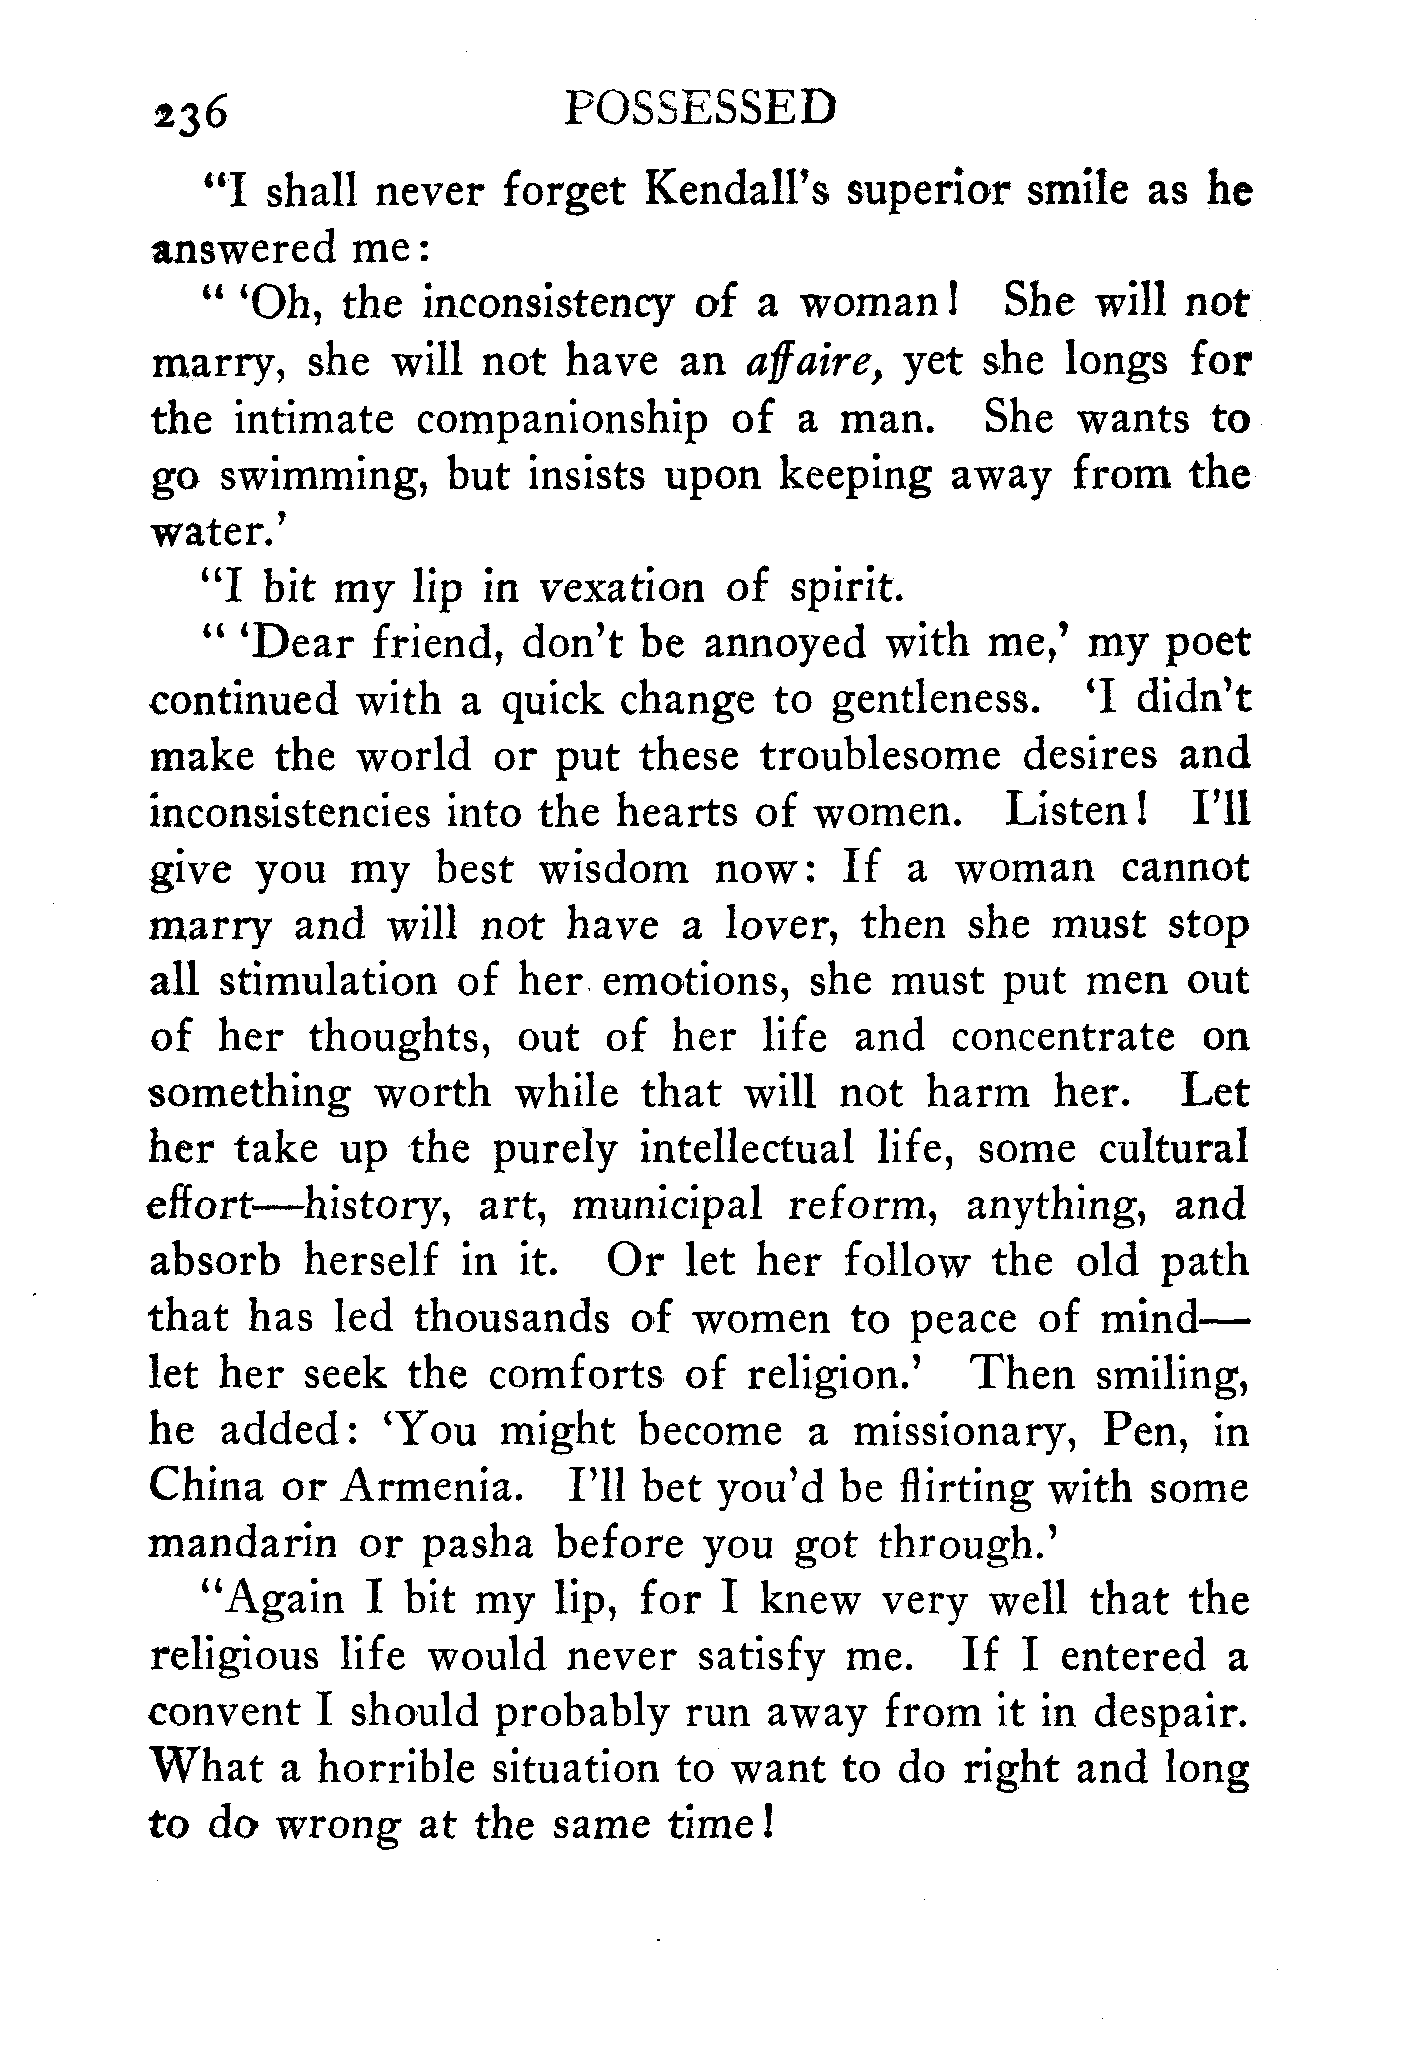 236 POSSESSED
"I shall never forget Kendall's superior smile as he
answered me:
" 'Oh, the inconsistency of a woman! She will not
marry, she will not have an affaire, yet she longs for
the intimate companionship of a man. She wants to
go swimming, but insists upon keeping away from the
water.'
"I bit my lip in vexation of spirit.
" 'Dear friend, don't be annoyed with me,' my poet
continued with a quick change to gentleness. 'I didn't
make the world or put these troublesome desires and
inconsistencies into the hearts of women. Listen! I'll
give you my best wisdom now: If a woman cannot
marry and will not have a lover, then she must stop
all stimulation of her emotions, she must put men out
of her thoughts, out of her life and concentrate on
something worth while that will not harm her. Let
her take up the purely intellectual life, some cultural
effort—history, art, municipal reform, anything, and
absorb herself in it. Or let her follow the old path
that has led thousands of women to peace of mind—
let her seek the comforts of religion.' Then smiling,
he added: 'You might become a missionary, Pen, in
China or Armenia. I'll bet you'd be flirting with some
mandarin or pasha before you got through.'
"Again I bit my lip, for I knew very well that the
religious life would never satisfy me. If I entered a
convent I should probably run away from it in despair.
What a horrible situation to want to do right and long
to do wrong at the same time!